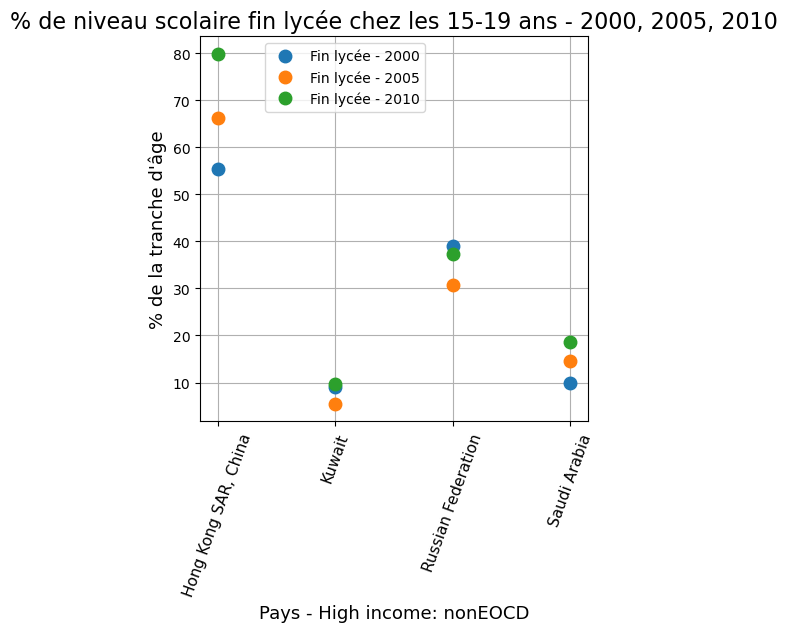 % de niveau scolaire fin lycée chez les 15-19 ans - 2000, 2005, 2010
Fin lycée - 2000
Fin lycée - 2005
Fin lycée - 2010
% de la tranche d'âge
80
70
60
50
40
30
20
10
Hong Kong SAR, China
Kuwait
Russian Federation
Saudi Arabia
Pays - High income: nonEOCD